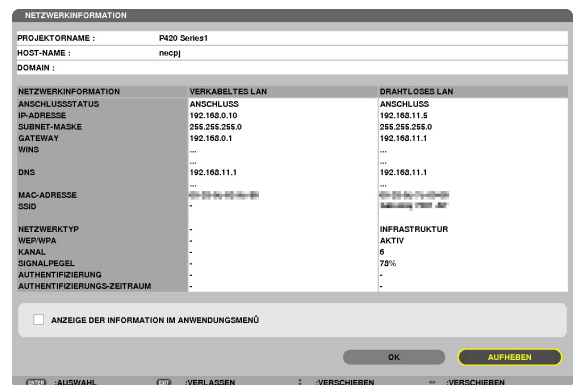 NETZWERKINFORMATION
PROJEKTORNAME : P420 Series1
HOST-NAME : necpj
DOMAIN :
NETZWERKINFORMATION VERKABELTES LAN DRAHTLOSES LAN
ANSCHLUSSSTATUS ANSCHLUSS ANSCHLUSS
IP-ADRESSE 192.168.0.10 192.168.11.5
SUBNET-MASKE 255.255.255.0 255.255.255.0
GATEWAY 192.168.0.1 192.168.11.1
WINS ... ...
... ...
DNS 192.168.11.1 192.168.11.1
... ...
MAC-ADRESSE
SSID -
NETZWERKTYP - INFRASTRUKTUR
WEP/WPA - AKTIV
KANAL - 6
SIGNALPEGEL - 78%
AUTHENTIFIZIERUNG - -
AUTHENTIFIZIERUNGS-ZEITRAUM - -
ANZEIGE DER INFORMATION IM ANWENDUNGSMENÜ
OK AUFHEBEN
ENTER :AUSWAHL EXIT :VERLASSEN :VERSCHIEBEN :VERSCHIEBEN